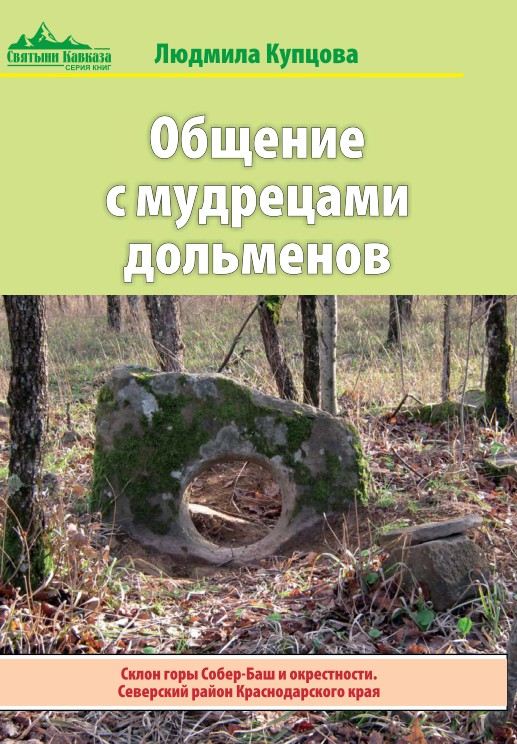 Святыни Кавказа
СЕРИЯ КНИГ
Людмила Купцова
Общение
с мудрецами
дольменов
Склон горы Собер-Баш и окрестности.
Северский район Краснодарского края